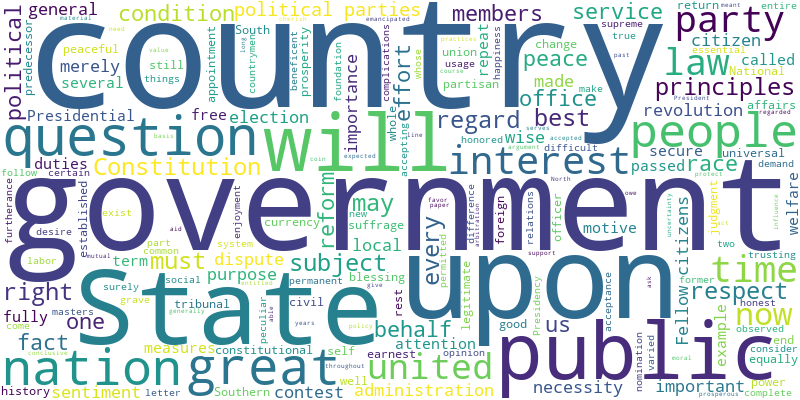 country
government
State
upon
public
will
people
nation
great
question
interest
law
party
time
united
now
principles
members
service
condition
general
political parties
political
predecessor
merely
several
still
things
peaceful
Presidential
free
election
duties
Constitution
appointment
South
countrymen
beneficent
prosperity
foundation
happiness
complications
importance
whole
accepting
effort
union
usage
partisan
repeat
regard
office
peace
made
change
true
citizen
called
National
return
meant
entire
supreme
past
essential
affairs
President
regarded
revolution
best
wise
honored
difficult
serves
accepted
argument
passed
race
secure
universal
demand
welfare
motive
judgment
act
two
trusting
respect
Fellow
citizens
example
former
honest
observed
end
consider
equally
power
complete
important
moral
prosperous
necessity
varied
nomination
acceptance
Presidency
good
us
opinion
earnest
attention
behalf
legitimate
blessing
rest
subject
local
suffrage
may
new
reform
currency
coin
expected
line
every
permitted
difference
arbitration
favor
paper
foreign
relations
officer
North
owe
support
ask
uncertainty
protect
influence
furtherance
follow
certain
desire
established
exist
part
common
system
enjoyment
must
dispute
term
purpose
labor
aid
mutual
right
fully
one
surely
social
entitled
permanent
give
civil
peculiar
able
years
policy
come
grave
masters
tribunal
generally
fact
measures
constitutional
self
throughout
conclusive
history
sentiment
letter
Southern
contest
well
administration
basis
material
need
cherish
emancipated
value
practices
long
course
whose
make